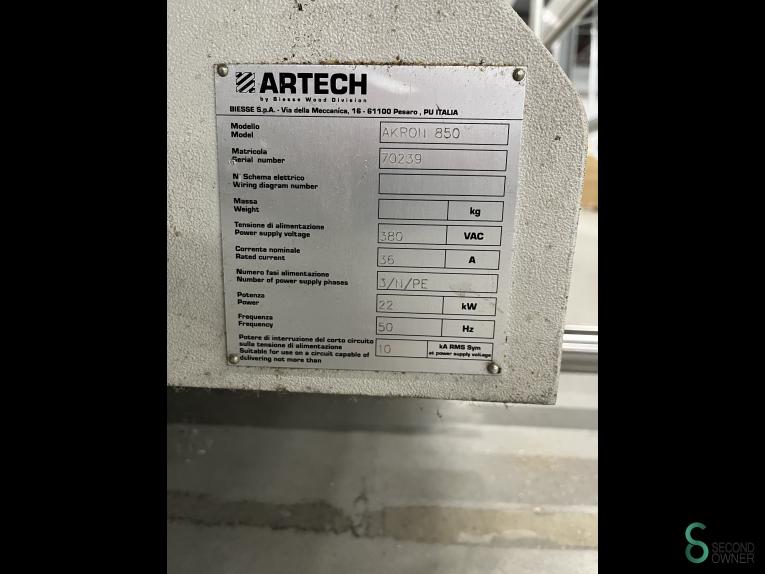 ARTECH
by Biesse Wood Division
BIESSE S.p.A. - Via della Meccanica, 16 - 61100 Pesaro , PU ITALIA
Modello
Model
AKRON 850
Matricola
Serial number
70239
N° Schema elettrico
Wiring diagram number
Massa
Weight
kg
Tensione di alimentazione
Power supply voltage
380 VAC
Corrente nominale
Rated current
36 A
Numero fasi alimentazione
Number of power supply phases
3/N/PE
Potenza
Power
22 kW
Frequenza
Frequency
50 Hz
Potere di interruzione del corto circuito
sulla tensione di alimentazione
Suitable for use on a circuit capable of
delivering not more than
10 kA RMS Sym
at power supply voltage
SECOND
OWNER